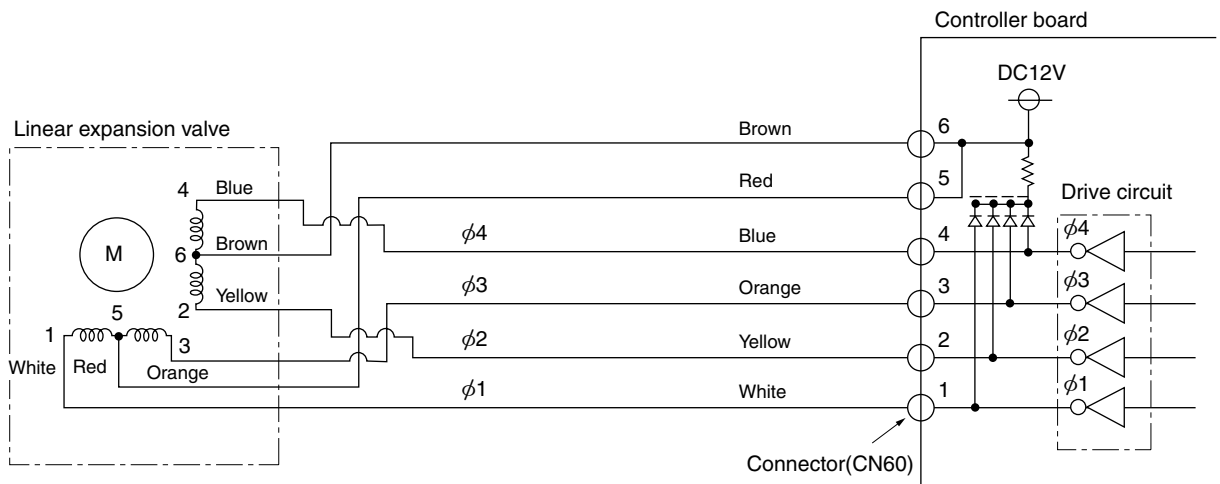 Controller board
DC12V
Linear expansion valve
Brown
6
4
Blue
Red
5
Drive circuit
M
6
Brown
ϕ4
Blue
4
ϕ4
2
Yellow
ϕ3
Orange
3
ϕ3
1
5
3
ϕ2
Yellow
2
ϕ2
White
Red
Orange
ϕ1
White
1
ϕ1
Connector(CN60)